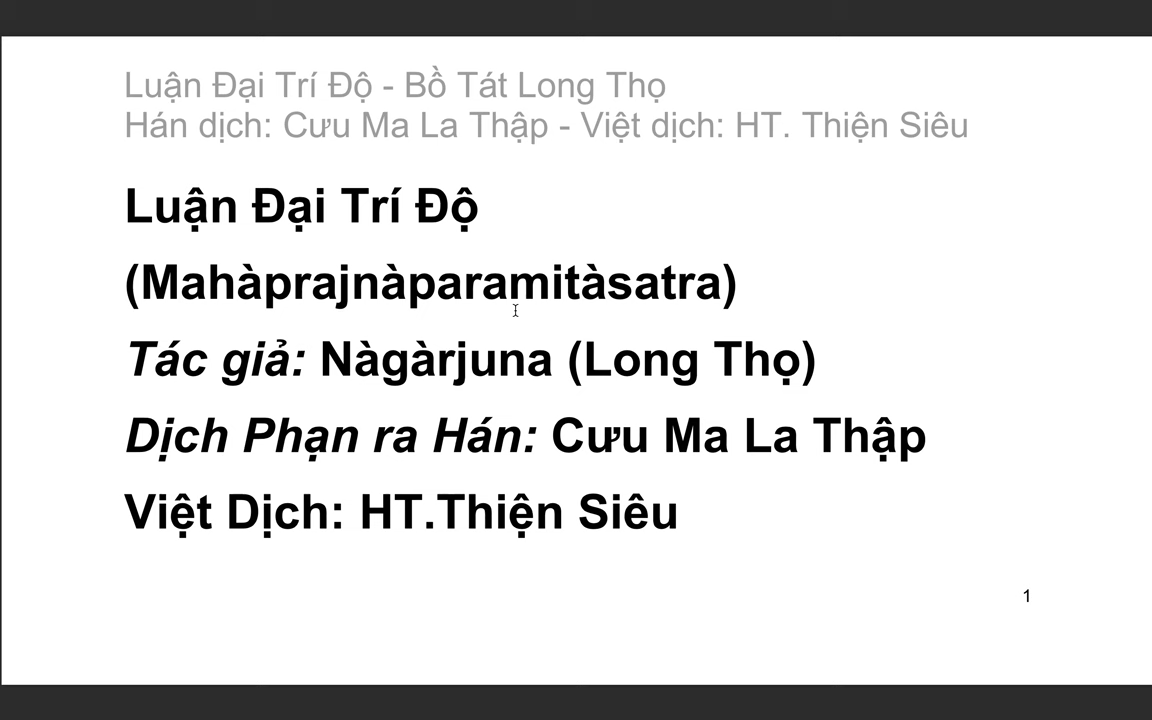 Luận Đại Trí Độ - Bồ Tát Long Thọ
Hán dịch: Cưu Ma La Thập - Việt dịch: HT. Thiện Siêu
Luận Đại Trí Độ
(Mahàprajnàparamitàsatra)
Tác giả: Nàgàrjuna (Long Thọ)
Dịch Phạn ra Hán: Cưu Ma La Thập
Việt Dịch: HT.Thiện Siêu
1